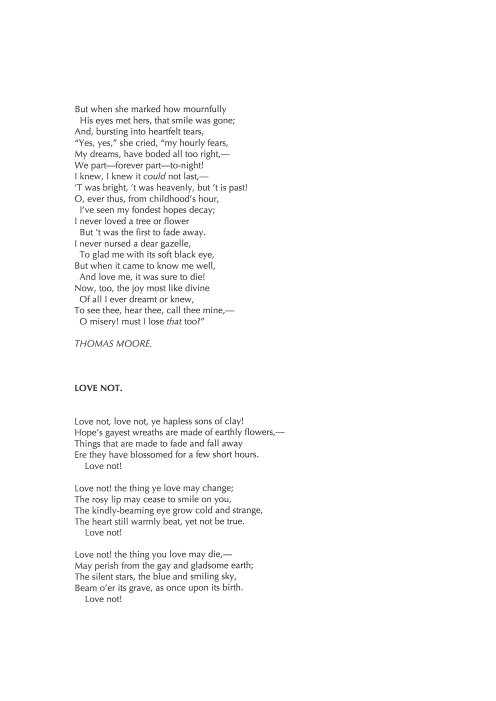 But when she marked how mournfully
His eyes met hers, that smile was gone;
And, bursting into heartfelt tears,
“Yes, yes,” she cried, “my hourly fears,
My dreams, have boded all too right,—
We part—forever part—to-night!
I knew, I knew it could not last,—
’T was bright, ’t was heavenly, but ’t is past!
O, ever thus, from childhood’s hour,
I’ve seen my fondest hopes decay;
I never loved a tree or flower
But ’t was the first to fade away.
I never nursed a dear gazelle,
To glad me with its soft black eye,
But when it came to know me well,
And love me, it was sure to die!
Now, too, the joy most like divine
Of all I ever dreamt or knew,
To see thee, hear thee, call thee mine,—
O misery! must I lose that too?”
THOMAS MOORE.
LOVE NOT.
Love not, love not, ye hapless sons of clay!
Hope’s gayest wreaths are made of earthly flowers,—
Things that are made to fade and fall away
Ere they have blossomed for a few short hours.
Love not!
Love not! the thing ye love may change;
The rosy lip may cease to smile on you,
The kindly-beaming eye grow cold and strange,
The heart still warmly beat, yet not be true.
Love not!
Love not! the thing you love may die,—
May perish from the gay and gladsome earth;
The silent stars, the blue and smiling sky,
Beam o’er its grave, as once upon its birth.
Love not!